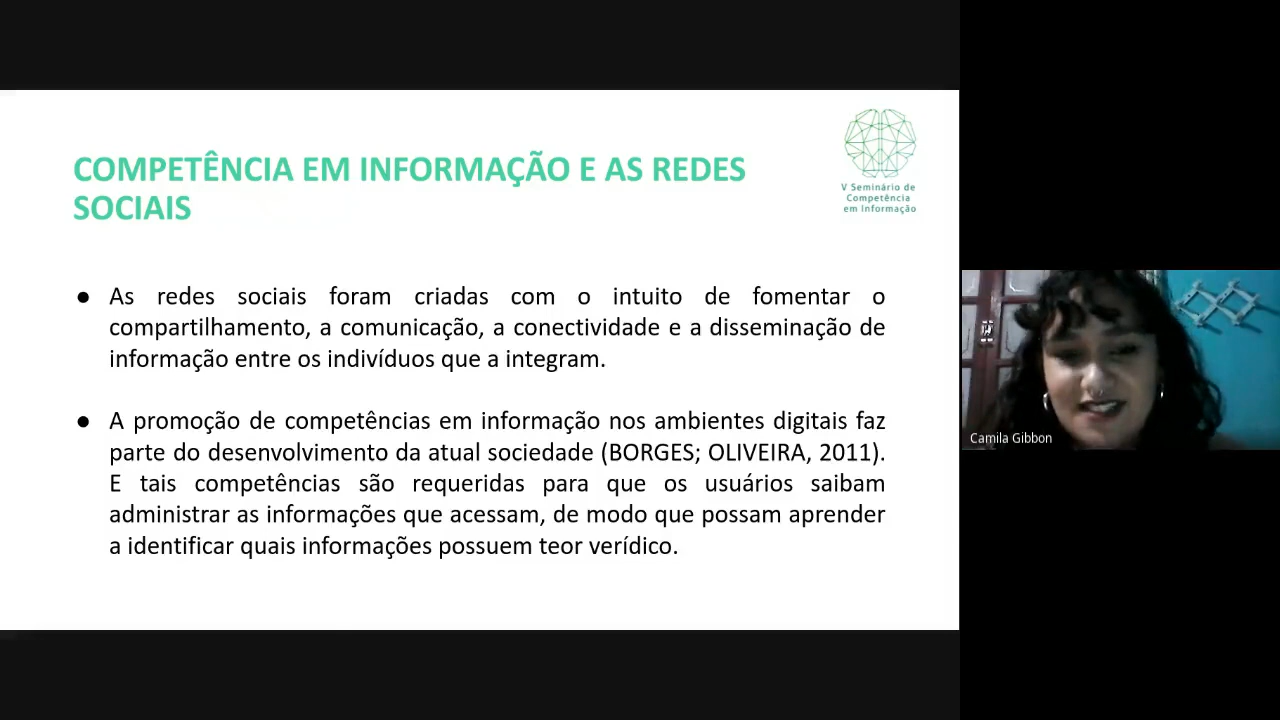 COMPETÊNCIA EM INFORMAÇÃO E AS REDES
SOCIAIS
V Seminário de
Competência
em Informação
● As redes sociais foram criadas com o intuito de fomentar o
compartilhamento, a comunicação, a conectividade e a disseminação de
informação entre os indivíduos que a integram.
● A promoção de competências em informação nos ambientes digitais faz
parte do desenvolvimento da atual sociedade (BORGES; OLIVEIRA, 2011).
E tais competências são requeridas para que os usuários saibam
administrar as informações que acessam, de modo que possam aprender
a identificar quais informações possuem teor verídico.
Camila Gibbon